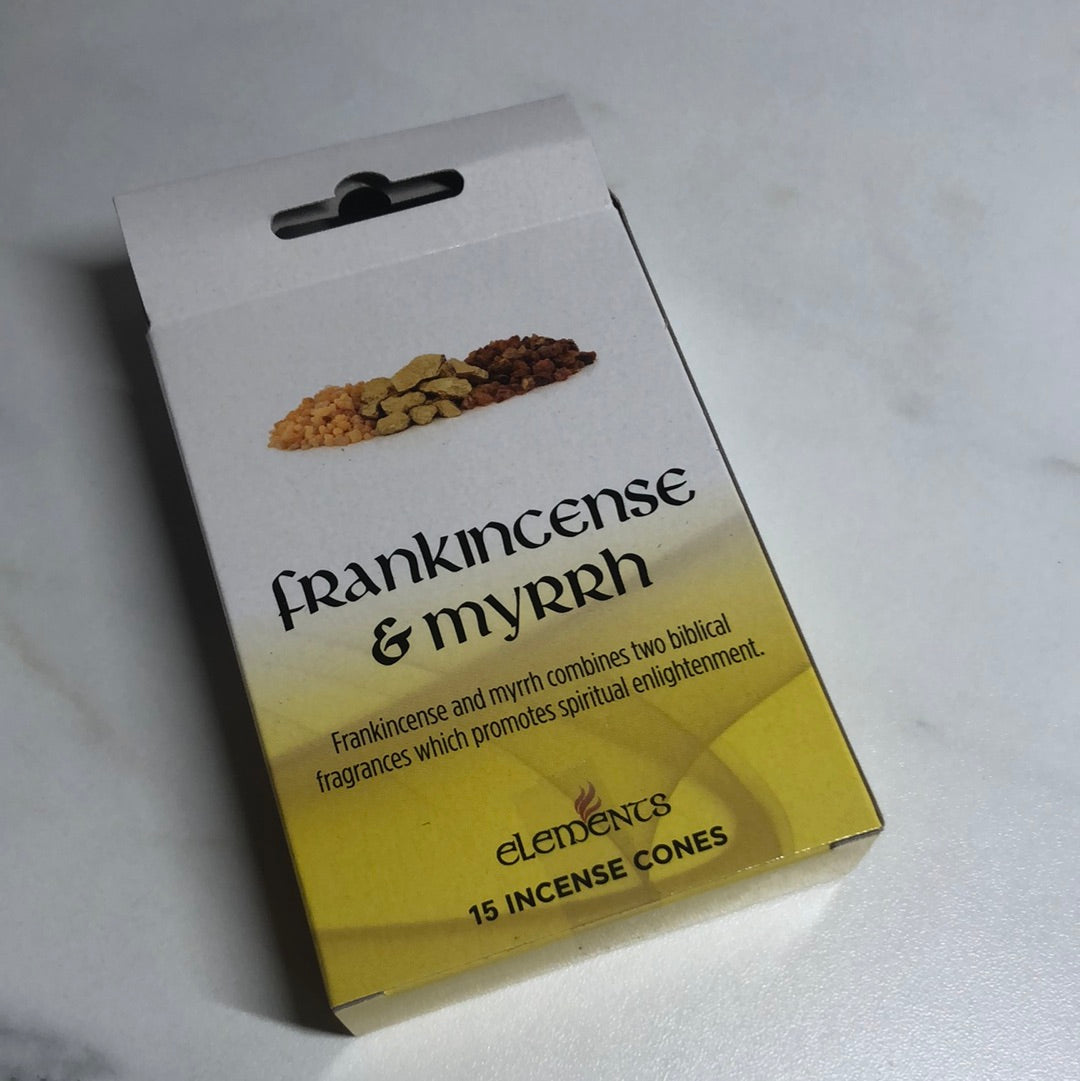 frankincense
& myrrh
Frankincense and myrrh combines two biblical
fragrances which promotes spiritual enlightenment.
elements
15 INCENSE CONES